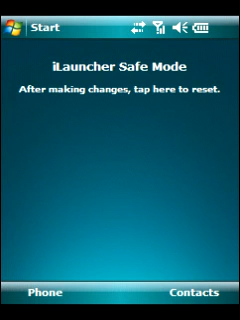 Start
iLauncher Safe Mode
After making changes, tap here to reset.
Phone Contacts